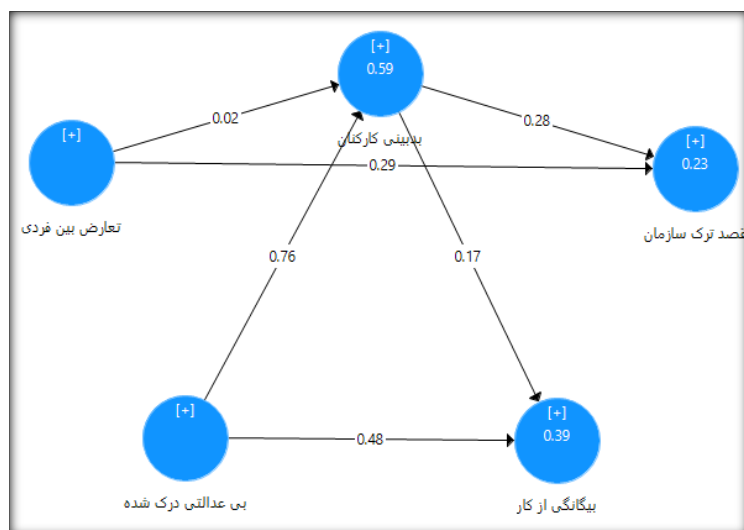 [+]
0.59
بدبینی کارکنان
0.02
0.28
[+]
تعارض بین فردی
0.29
[+]
0.23
قصد ترک سازمان
0.76
0.17
[+]
بی عدالتی درک شده
0.48
[+]
0.39
بیگانگی از کار